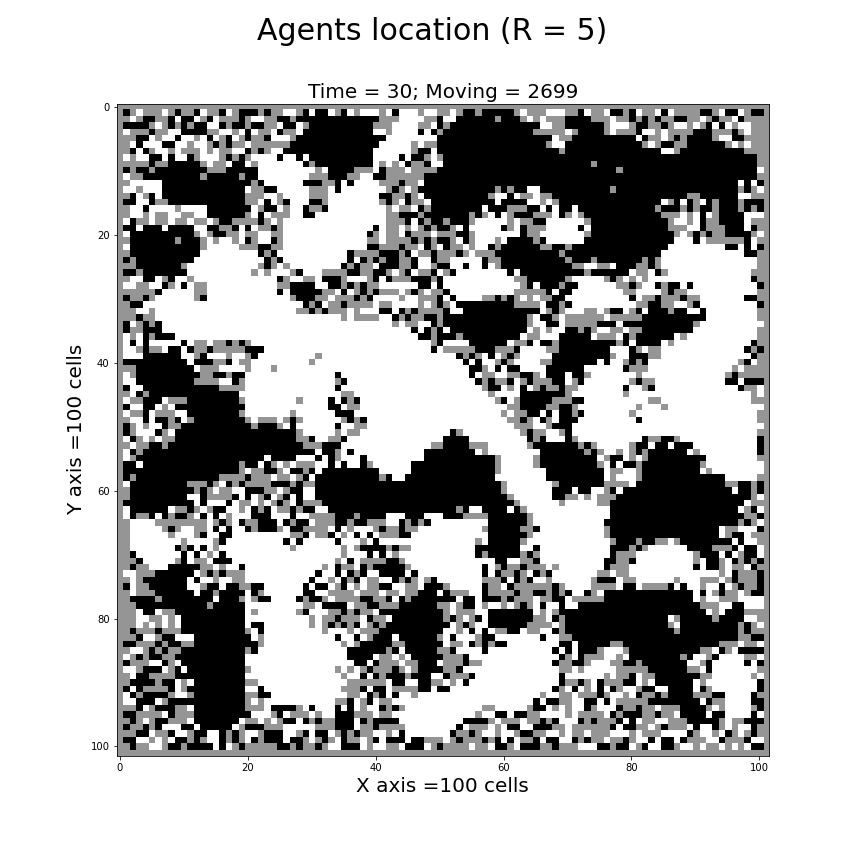 Agents location (R = 5)
Time = 30; Moving = 2699
0
20
40
60
80
100
Y axis =100 cells
0 20 40 60 80 100
X axis =100 cells